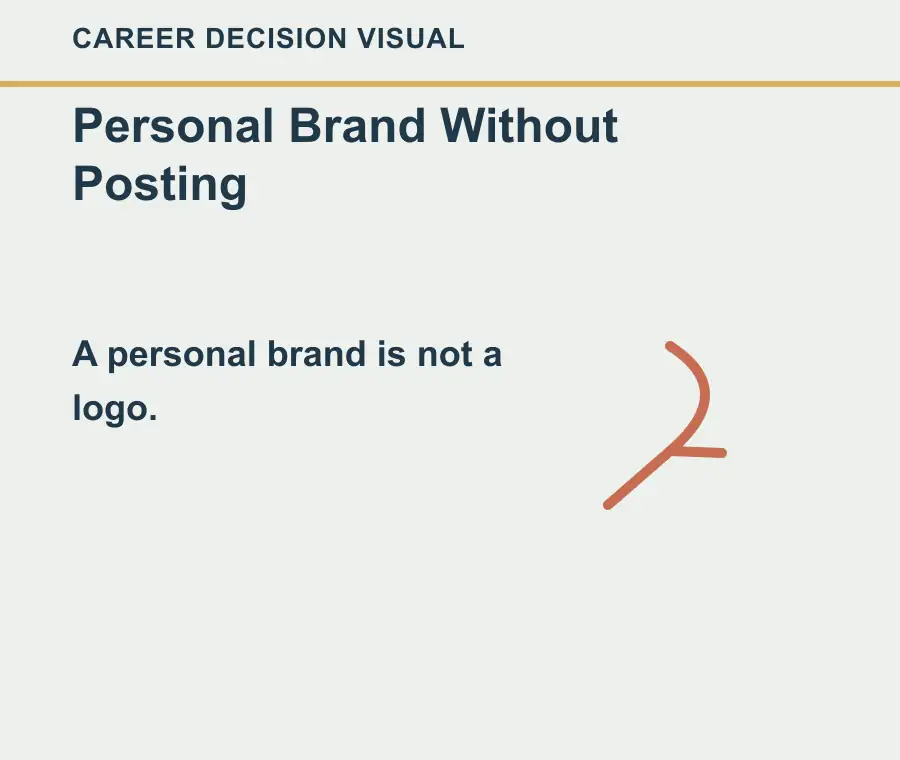 CAREER DECISION VISUAL
Personal Brand Without
Posting
A personal brand is not a
logo.